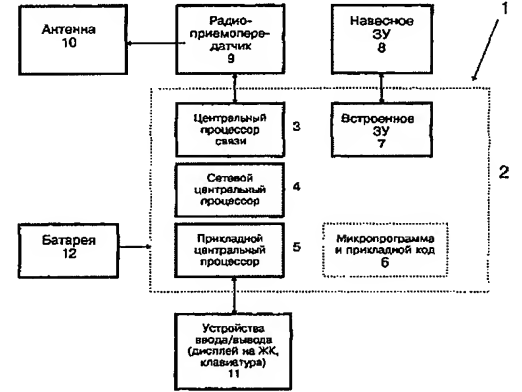 1
Антенна
10
Радио-
приемопере-
датчик
9
Навесное
ЗУ
8
Центральный
процессор
связи
3
Встроенное
ЗУ
7
2
Сетевой
центральный
процессор
4
Батарея
12
Прикладной
центральный
процессор
5
Микропрограмма
и прикладной код
6
Устройства
ввода/вывода
(дисплей на ЖК,
клавиатура)
11